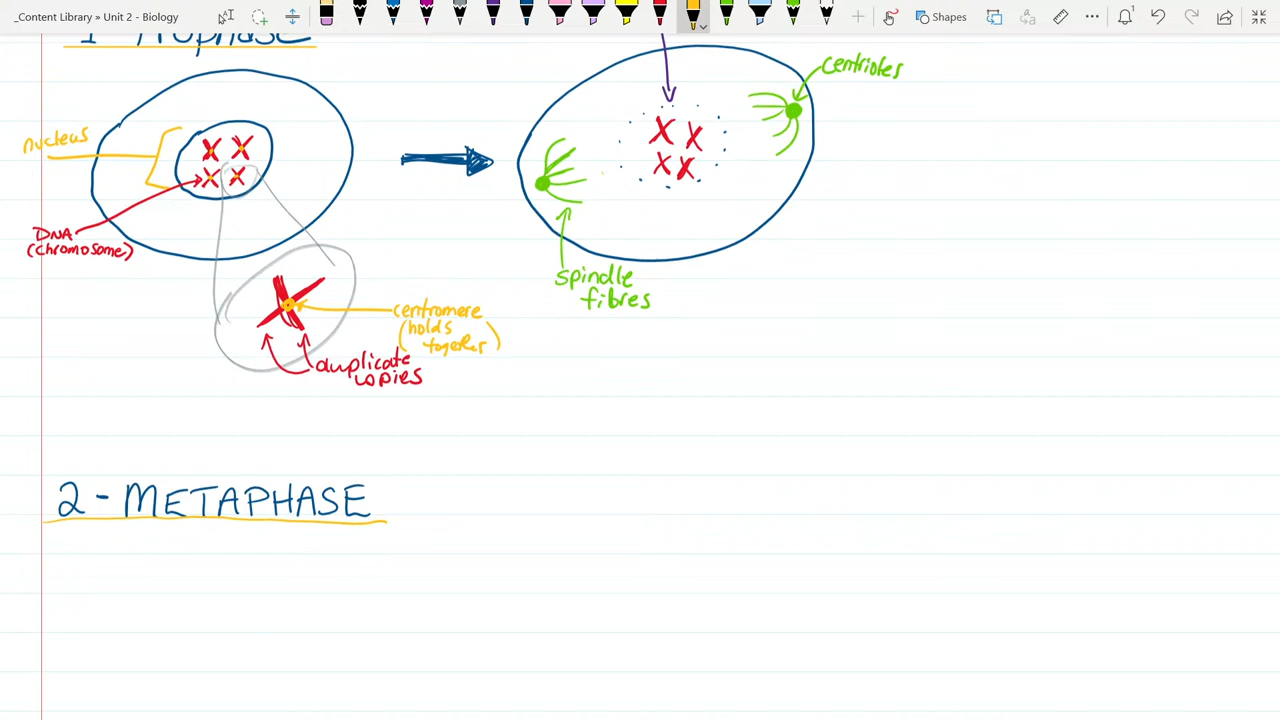 _Content Library » Unit 2 - Biology
Shapes
1 - Prophase
nucleus
DNA
(chromosome)
centromere
(holds
together)
duplicate
copies
centrioles
spindle
fibres
2 - METAPHASE